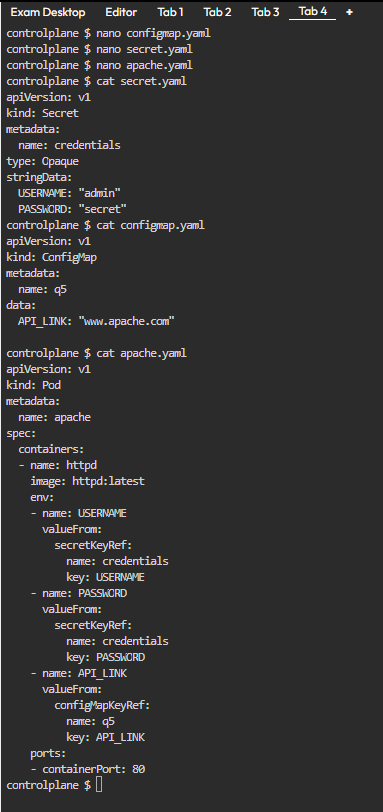 Exam Desktop Editor Tab 1 Tab 2 Tab 3 Tab 4 +
controlplane $ nano configmap.yaml
controlplane $ nano secret.yaml
controlplane $ nano apache.yaml
controlplane $ cat secret.yaml
apiVersion: v1
kind: Secret
metadata:
  name: credentials
type: Opaque
stringData:
  USERNAME: "admin"
  PASSWORD: "secret"
controlplane $ cat configmap.yaml
apiVersion: v1
kind: ConfigMap
metadata:
  name: q5
data:
  API_LINK: "www.apache.com"

controlplane $ cat apache.yaml
apiVersion: v1
kind: Pod
metadata:
  name: apache
spec:
  containers:
  - name: httpd
    image: httpd:latest
    env:
    - name: USERNAME
      valueFrom:
        secretKeyRef:
          name: credentials
          key: USERNAME
    - name: PASSWORD
      valueFrom:
        secretKeyRef:
          name: credentials
          key: PASSWORD
    - name: API_LINK
      valueFrom:
        configMapKeyRef:
          name: q5
          key: API_LINK
    ports:
    - containerPort: 80
controlplane $